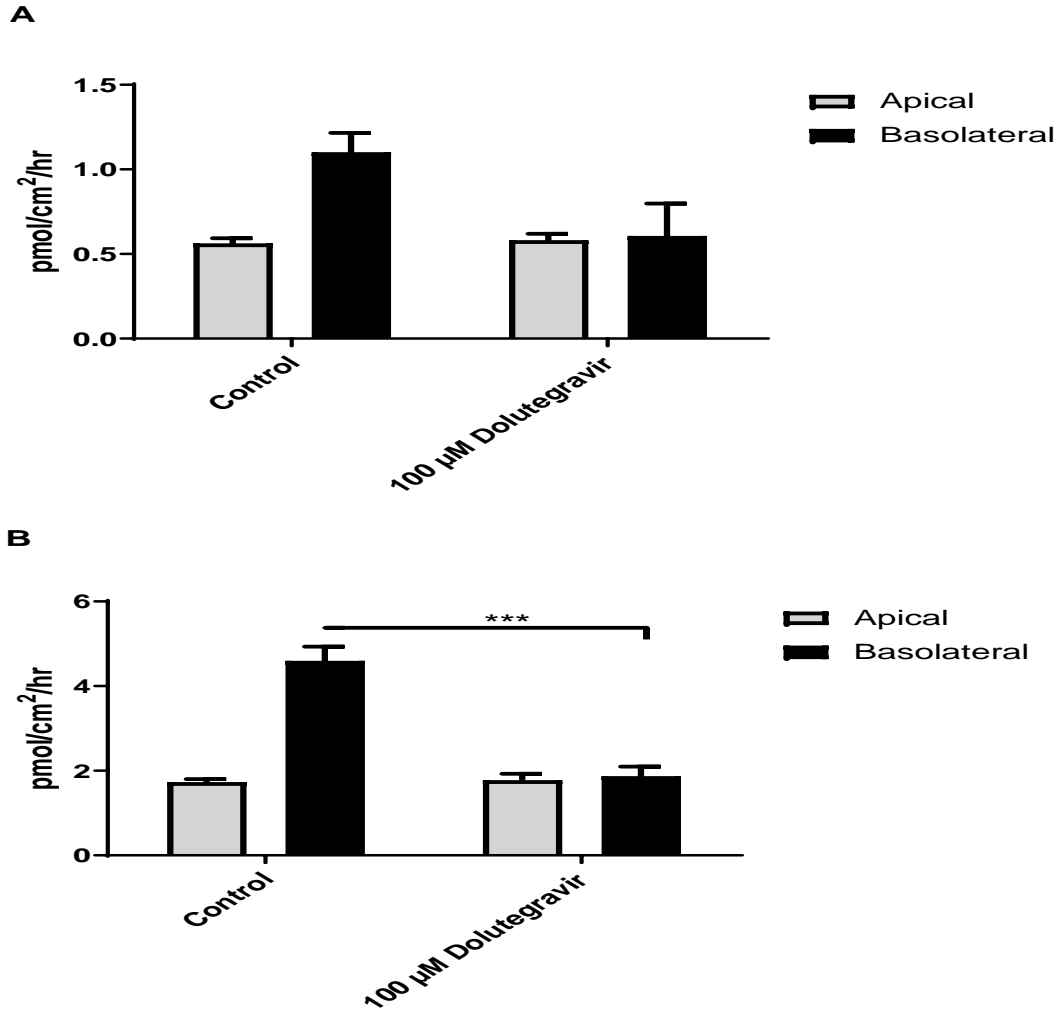 A
1.5
1.0
0.5
0.0
pmol/cm²/hr
Apical
Basolateral
Control
100 µM Dolutegravir
B
6
4
2
0
pmol/cm²/hr
***
Apical
Basolateral
Control
100 µM Dolutegravir